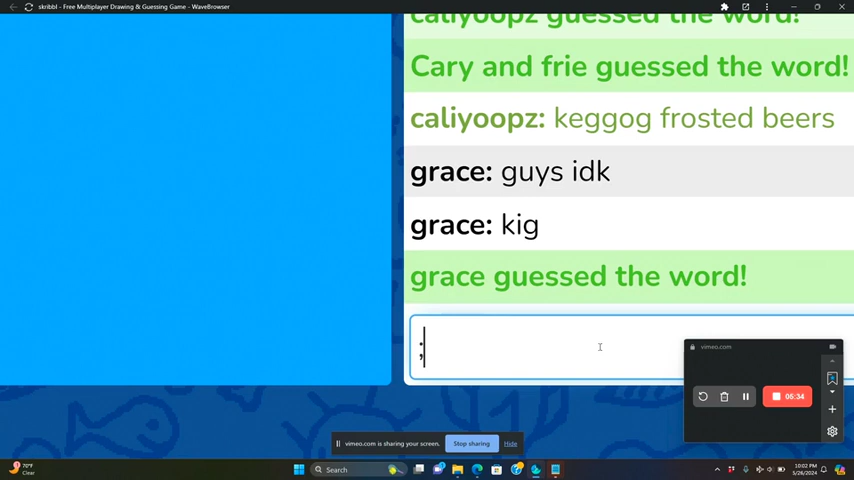 skribbl - Free Multiplayer Drawing & Guessing Game - WaveBrowser
caliyoopz guessed the word!
Cary and frie guessed the word!
caliyoopz: keggog frosted beers
grace: guys idk
grace: kig
grace guessed the word!
;
vimeo.com
05:34
vimeo.com is sharing your screen.
Stop sharing
Hide
70°F
Clear
Search
10:02 PM
5/26/2024